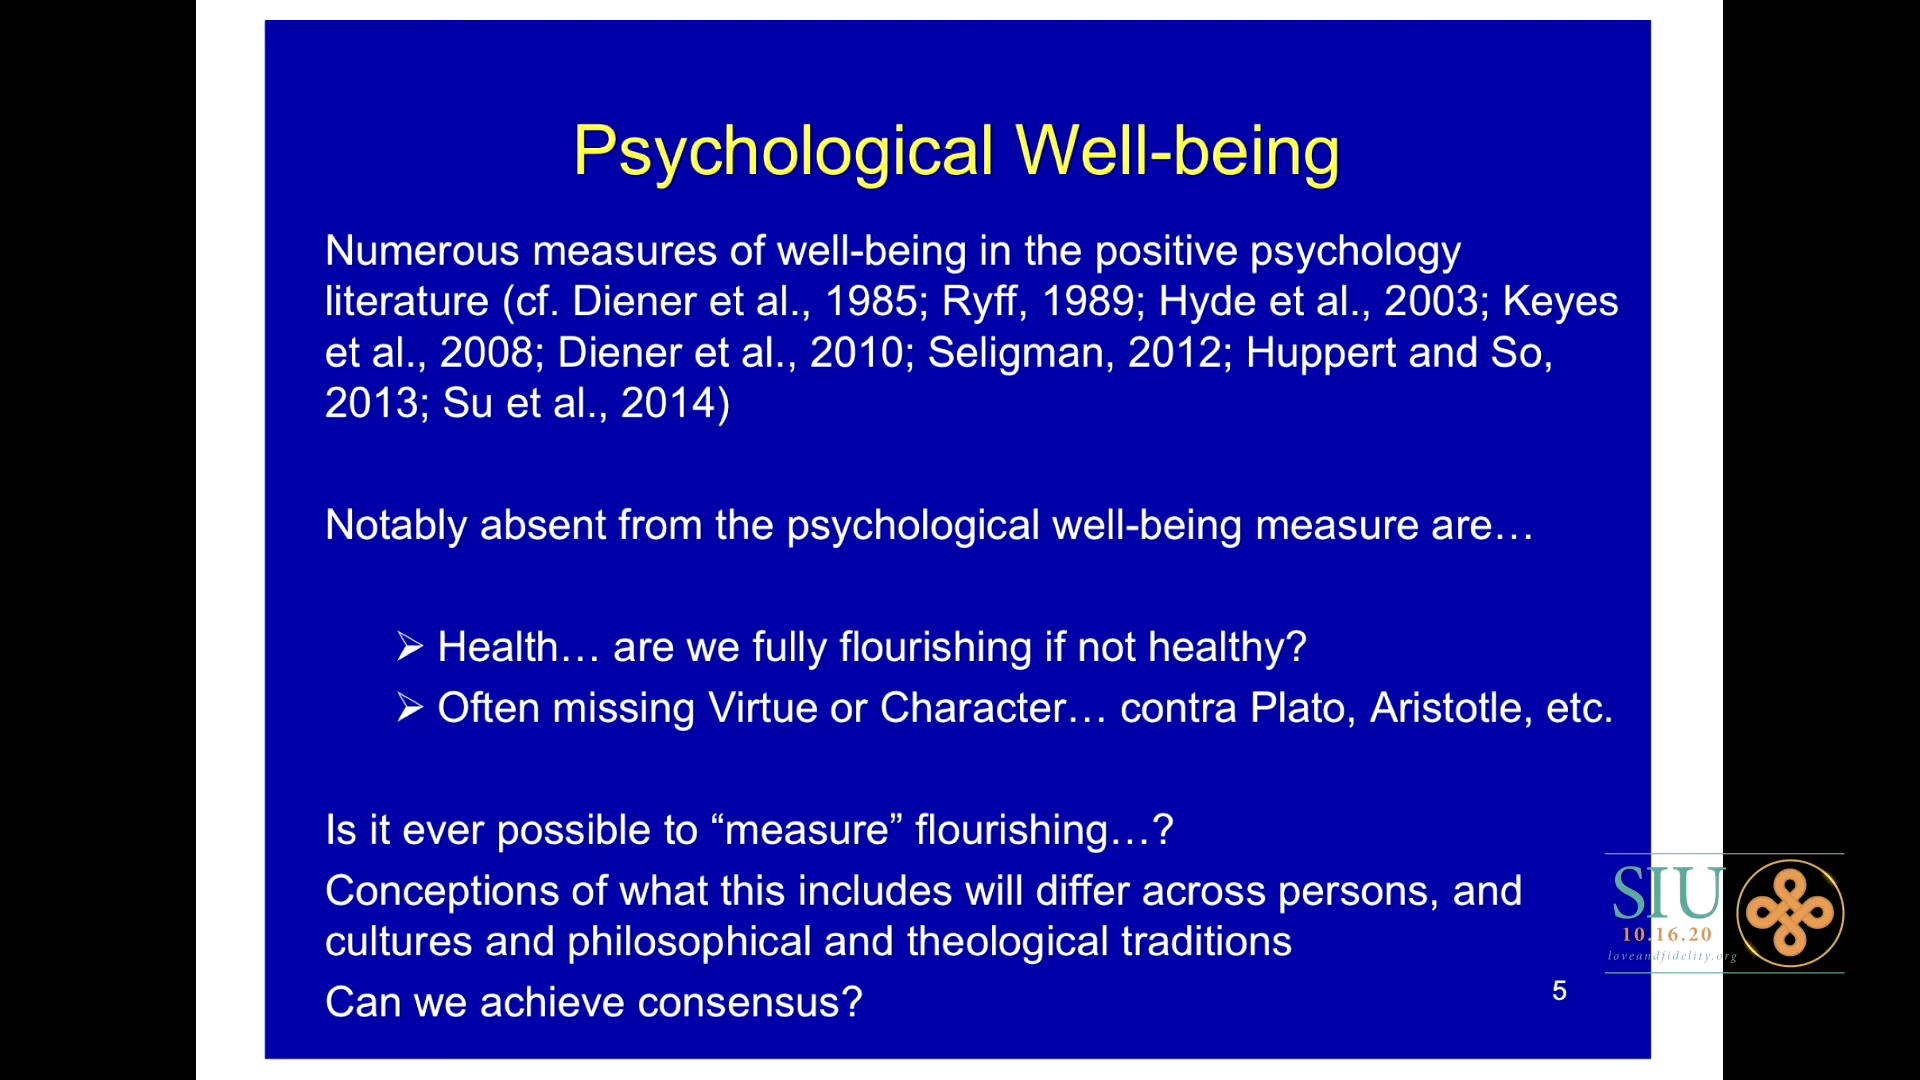 Psychological Well-being
Numerous measures of well-being in the positive psychology
literature (cf. Diener et al., 1985; Ryff, 1989; Hyde et al., 2003; Keyes
et al., 2008; Diener et al., 2010; Seligman, 2012; Huppert and So,
2013; Su et al., 2014)
Notably absent from the psychological well-being measure are…
➢ Health… are we fully flourishing if not healthy?
➢ Often missing Virtue or Character… contra Plato, Aristotle, etc.
Is it ever possible to “measure” flourishing…?
Conceptions of what this includes will differ across persons, and
cultures and philosophical and theological traditions
Can we achieve consensus?
5
SIU
10.16.20
loveandfidelity.org